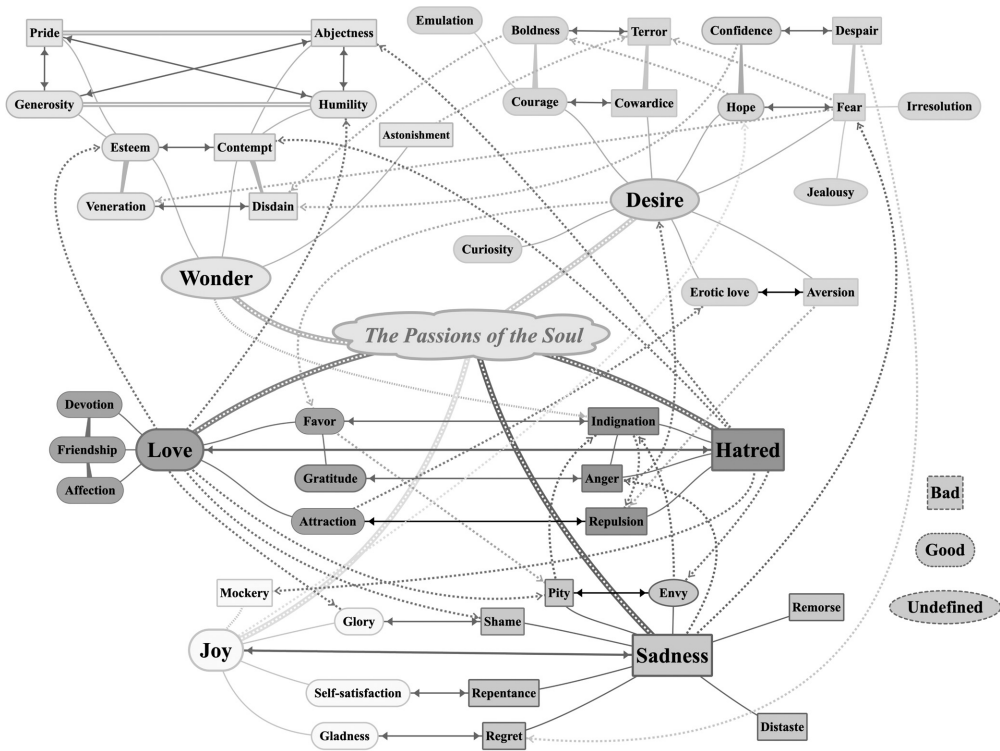 Emulation
Pride
Abjectness
Boldness
Terror
Confidence
Despair
Generosity
Humility
Courage
Cowardice
Hope
Fear
Irresolution
Astonishment
Esteem
Contempt
Veneration
Disdain
Desire
Jealousy
Curiosity
Wonder
Erotic love
Aversion
The Passions of the Soul
Devotion
Favor
Indignation
Friendship
Love
Hatred
Affection
Gratitude
Anger
Bad
Attraction
Repulsion
Good
Mockery
Pity
Envy
Undefined
Glory
Shame
Remorse
Joy
Sadness
Self-satisfaction
Repentance
Gladness
Regret
Distaste